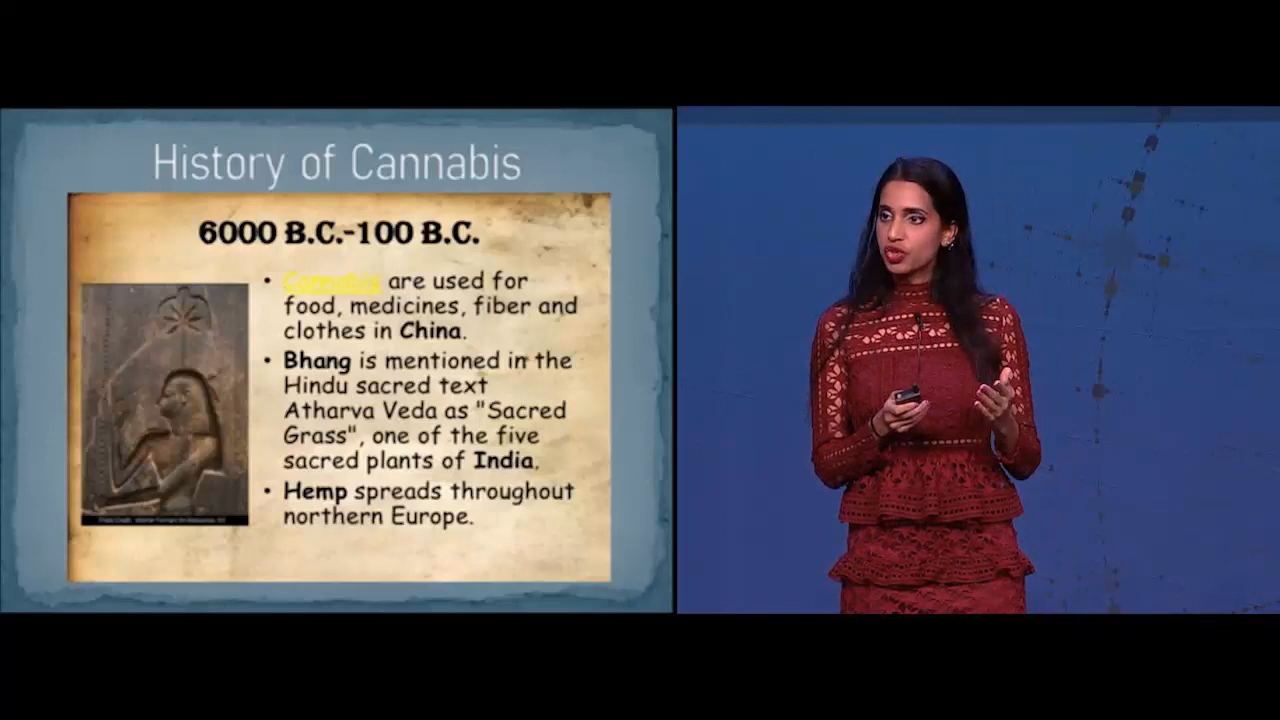 History of Cannabis
6000 B.C.-100 B.C.
• Cannabis are used for
food, medicines, fiber and
clothes in China.
• Bhang is mentioned in the
Hindu sacred text
Atharva Veda as "Sacred
Grass", one of the five
sacred plants of India.
• Hemp spreads throughout
northern Europe.